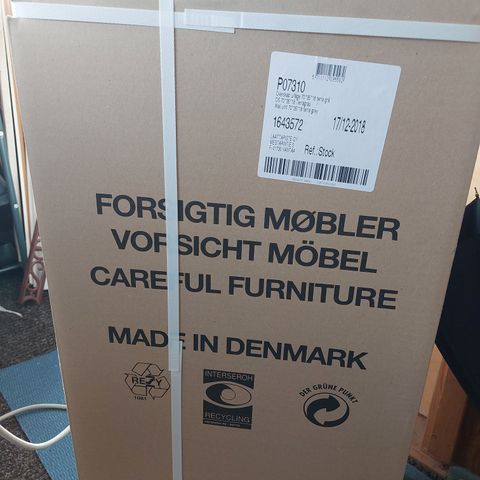 P07310
1643572 17/12-2018
Ref.:Stock
FORSIGTIG MØBLER
VORSICHT MÖBEL
CAREFUL FURNITURE
MADE IN DENMARK
RESY
1081
INTERSEROH
RECYCLING
DER GRÜNE PUNKT